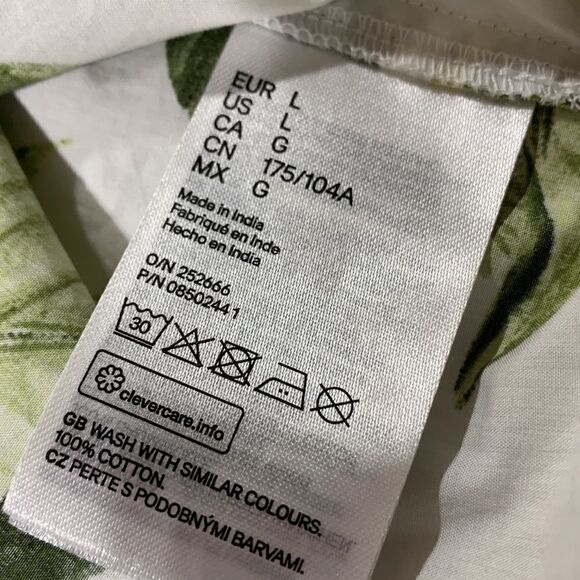 EUR L
US L
CA G
CN 175/104A
MX G
Made in India
Fabriqué en Inde
Hecho en India
O/N 252666
P/N 0850244 1
30
clevercare.info
GB WASH WITH SIMILAR COLOURS.
100% COTTON.
CZ PERTE S PODOBNÝMI BARVAMI.